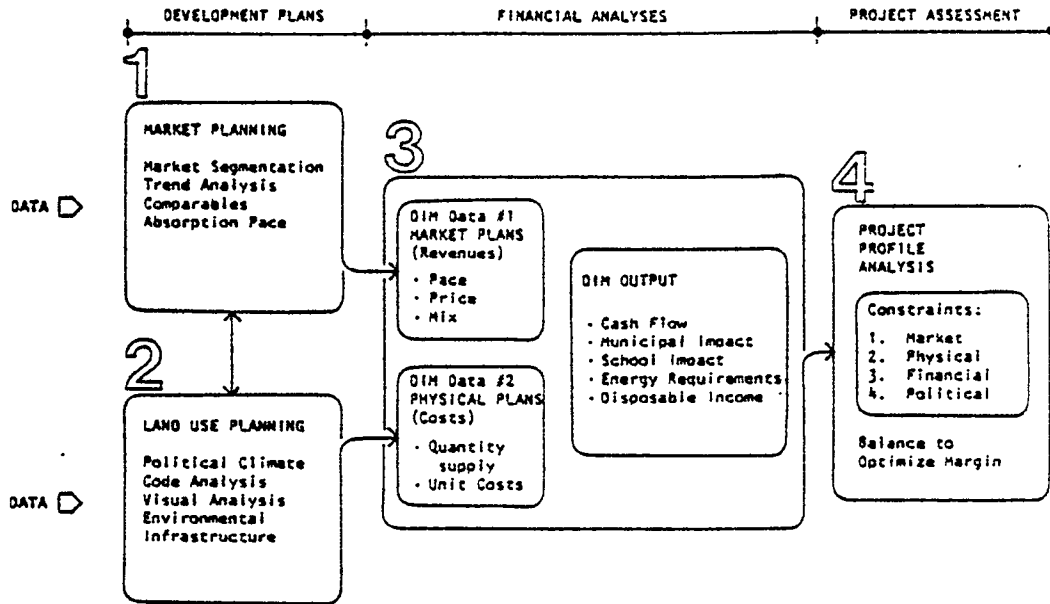 DEVELOPMENT PLANS
FINANCIAL ANALYSES
PROJECT ASSESSMENT
1
MARKET PLANNING
Market Segmentation
Trend Analysis
Comparables
Absorption Pace
DATA
2
LAND USE PLANNING
Political Climate
Code Analysis
Visual Analysis
Environmental
Infrastructure
DATA
3
DIM Data #1
MARKET PLANS
(Revenues)
· Pace
· Price
· Mix
DIM Data #2
PHYSICAL PLANS
(Costs)
· Quantity
supply
· Unit Costs
DIM OUTPUT
· Cash Flow
· Municipal Impact
· School Impact
· Energy Requirements
· Disposable Income
4
PROJECT
PROFILE
ANALYSIS
Constraints:
1. Market
2. Physical
3. Financial
4. Political
Balance to
Optimize Margin